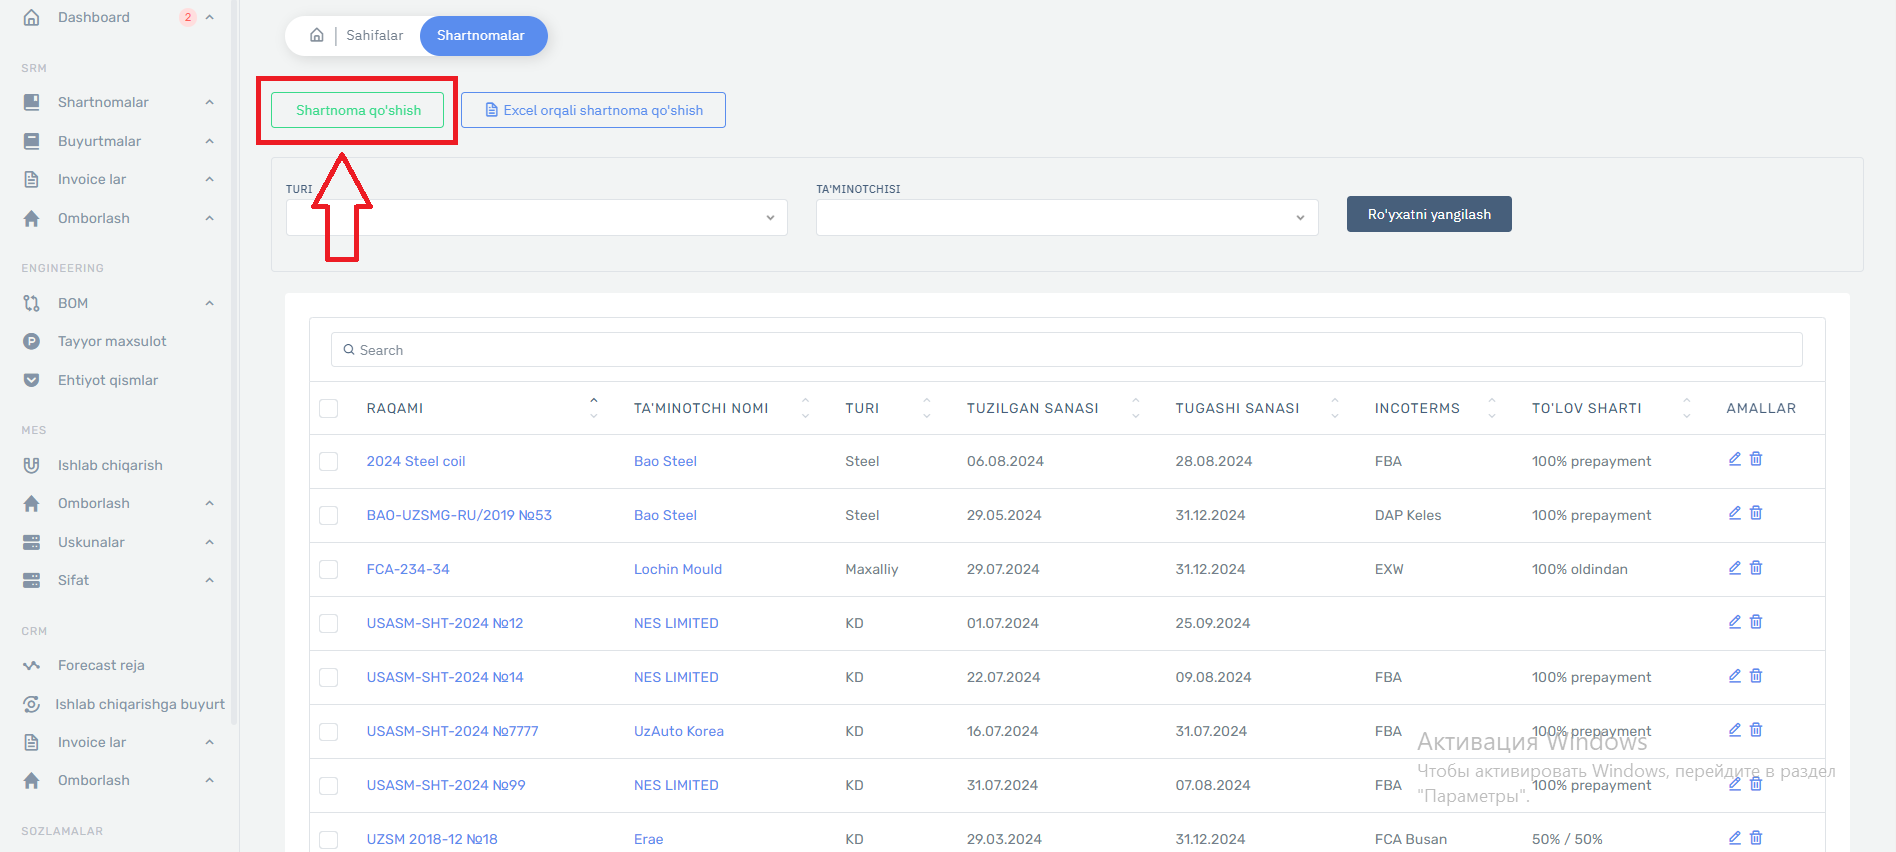 Dashboard 2
SRM
Shartnomalar
Buyurtmalar
Invoice lar
Omborlash
ENGINEERING
BOM
Tayyor maxsulot
Ehtiyot qismlar
MES
Ishlab chiqarish
Omborlash
Uskunalar
Sifat
CRM
Forecast reja
Ishlab chiqarishga buyurt
Invoice lar
Omborlash
SOZLAMALAR
Sahifalar Shartnomalar
Shartnoma qo'shish Excel orqali shartnoma qo'shish
TURI TA'MINOTCHISI
Ro'yxatni yangilash
Search
RAQAMI TA'MINOTCHI NOMI TURI TUZILGAN SANASI TUGASHI SANASI INCOTERMS TO'LOV SHARTI AMALLAR
2024 Steel coil Bao Steel Steel 06.08.2024 28.08.2024 FBA 100% prepayment
BAO-UZSMG-RU/2019 №53 Bao Steel Steel 29.05.2024 31.12.2024 DAP Keles 100% prepayment
FCA-234-34 Lochin Mould Maxalliy 29.07.2024 31.12.2024 EXW 100% oldindan
USASM-SHT-2024 №12 NES LIMITED KD 01.07.2024 25.09.2024
USASM-SHT-2024 №14 NES LIMITED KD 22.07.2024 09.08.2024 FBA 100% prepayment
USASM-SHT-2024 №7777 UzAuto Korea KD 16.07.2024 31.07.2024 FBA 100% prepayment
USASM-SHT-2024 №99 NES LIMITED KD 31.07.2024 07.08.2024 FBA 100% prepayment
UZSM 2018-12 №18 Erae KD 29.03.2024 31.12.2024 FCA Busan 50% / 50%
Активация Windows
Чтобы активировать Windows, перейдите в раздел
"Параметры".